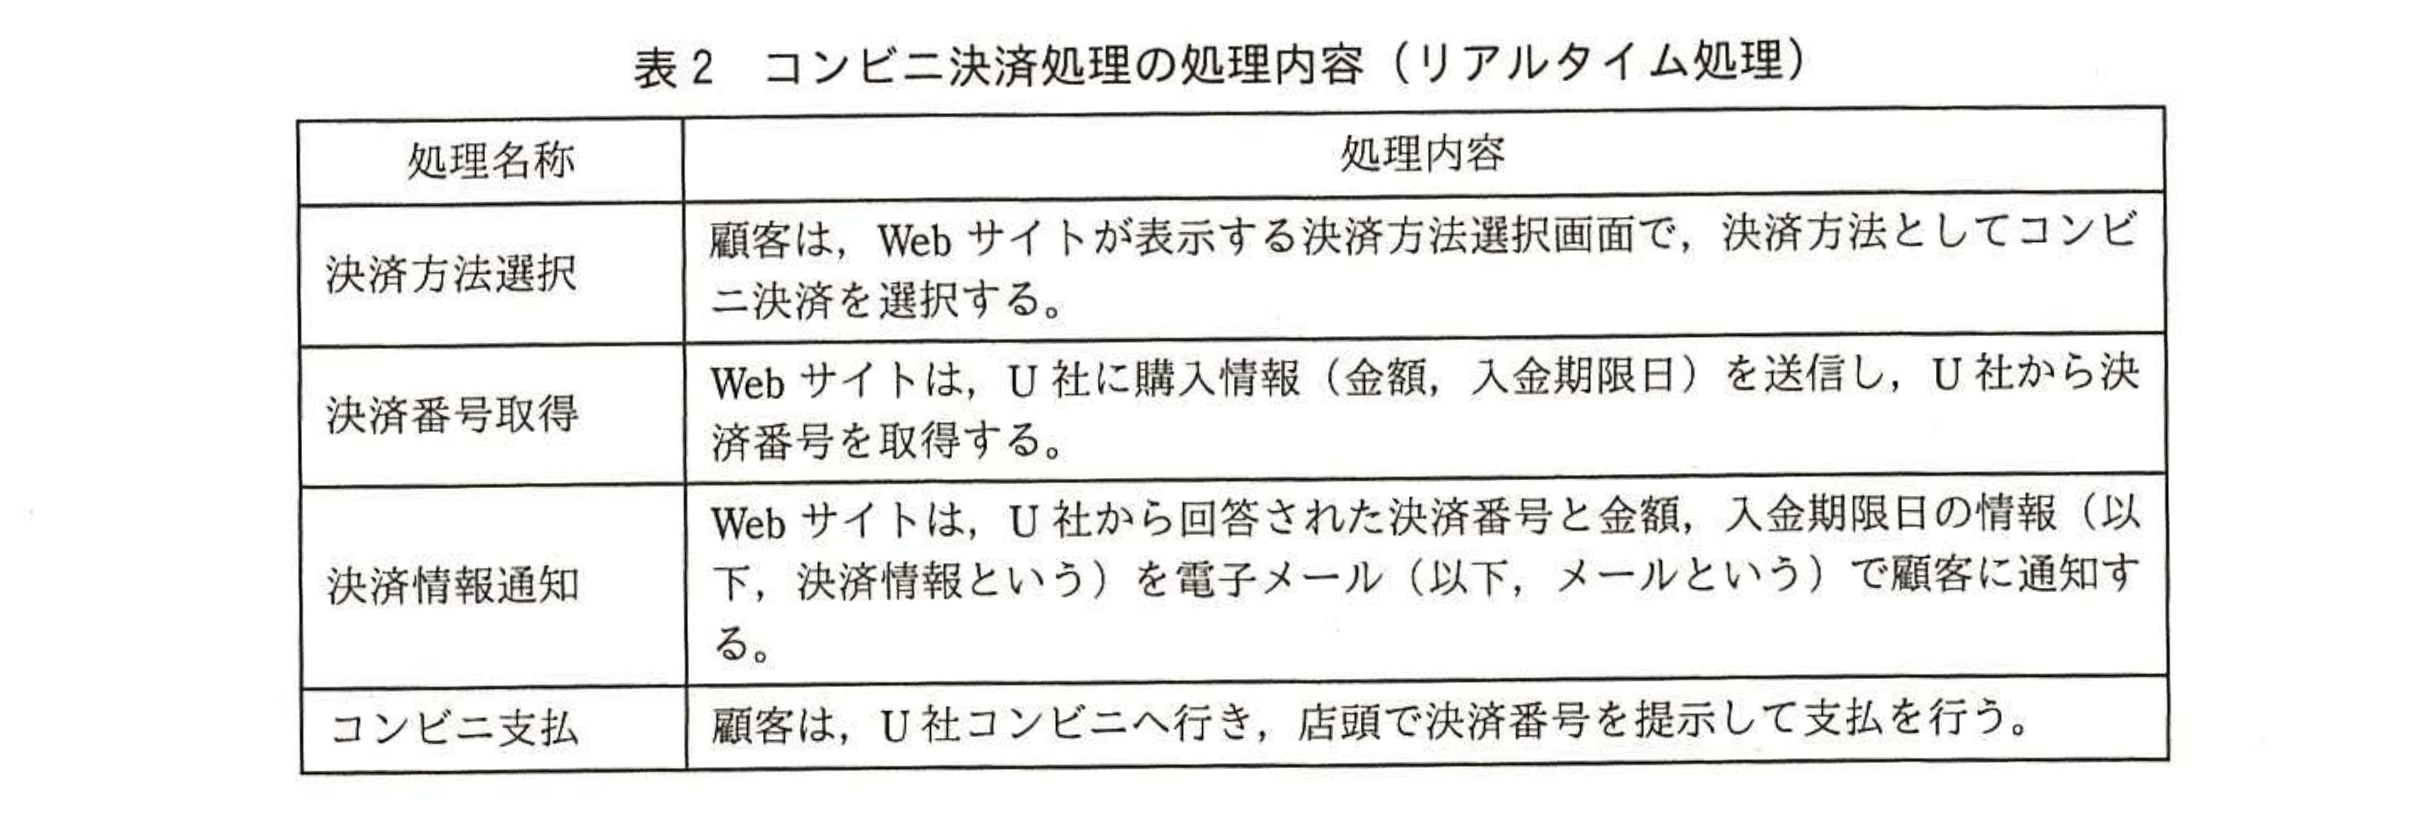 表2　コンビニ決済処理の処理内容（リアルタイム処理）
処理名称
処理内容
決済方法選択
顧客は，Web サイトが表示する決済方法選択画面で，決済方法としてコンビ
ニ決済を選択する。
決済番号取得
Web サイトは，U 社に購入情報（金額，入金期限日）を送信し，U 社から決
済番号を取得する。
決済情報通知
Web サイトは，U 社から回答された決済番号と金額，入金期限日の情報（以
下，決済情報という）を電子メール（以下，メールという）で顧客に通知す
る。
コンビニ支払
顧客は，U 社コンビニへ行き，店頭で決済番号を提示して支払を行う。